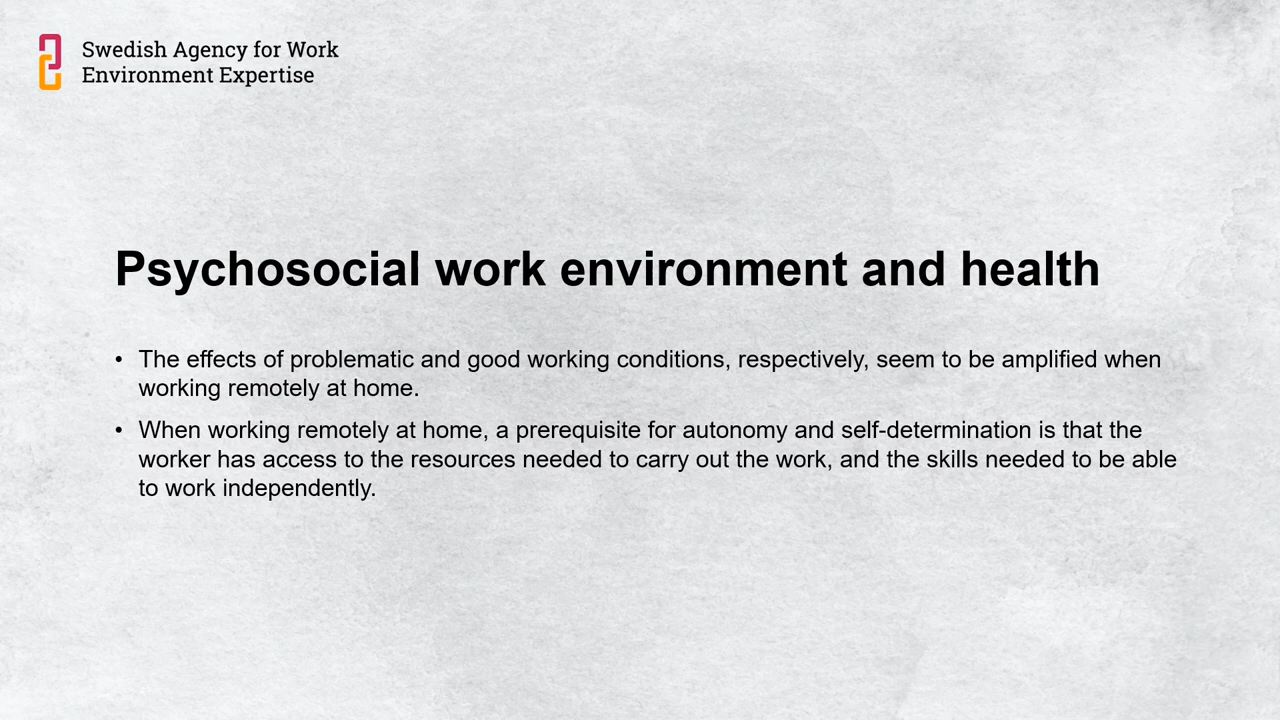 Swedish Agency for Work
Environment Expertise
Psychosocial work environment and health
• The effects of problematic and good working conditions, respectively, seem to be amplified when
working remotely at home.
• When working remotely at home, a prerequisite for autonomy and self-determination is that the
worker has access to the resources needed to carry out the work, and the skills needed to be able
to work independently.